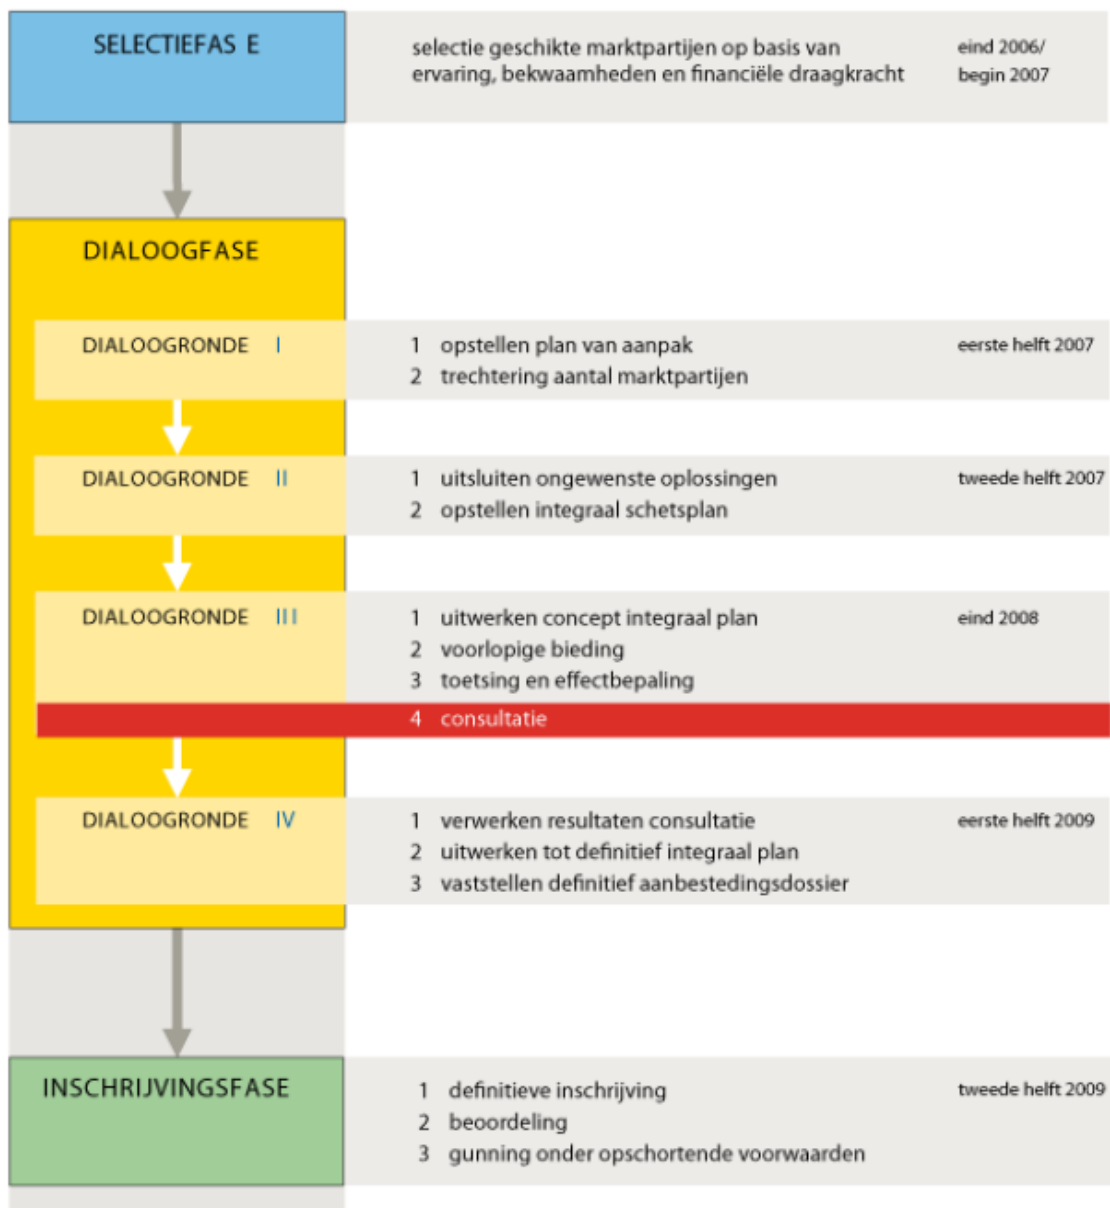 SELECTIEFAS E
selectie geschikte marktpartijen op basis van
ervaring, bekwaamheden en financiële draagkracht
eind 2006/
begin 2007
DIALOOGFASE
DIALOOGRONDE I
1 opstellen plan van aanpak
eerste helft 2007
2 trechtering aantal marktpartijen
DIALOOGRONDE II
1 uitsluiten ongewenste oplossingen
tweede helft 2007
2 opstellen integraal schetsplan
DIALOOGRONDE III
1 uitwerken concept integraal plan
eind 2008
2 voorlopige bieding
3 toetsing en effectbepaling
4 consultatie
DIALOOGRONDE IV
1 verwerken resultaten consultatie
eerste helft 2009
2 uitwerken tot definitief integraal plan
3 vaststellen definitief aanbestedingsdossier
INSCHRIJVINGSFASE
1 definitieve inschrijving
tweede helft 2009
2 beoordeling
3 gunning onder opschortende voorwaarden